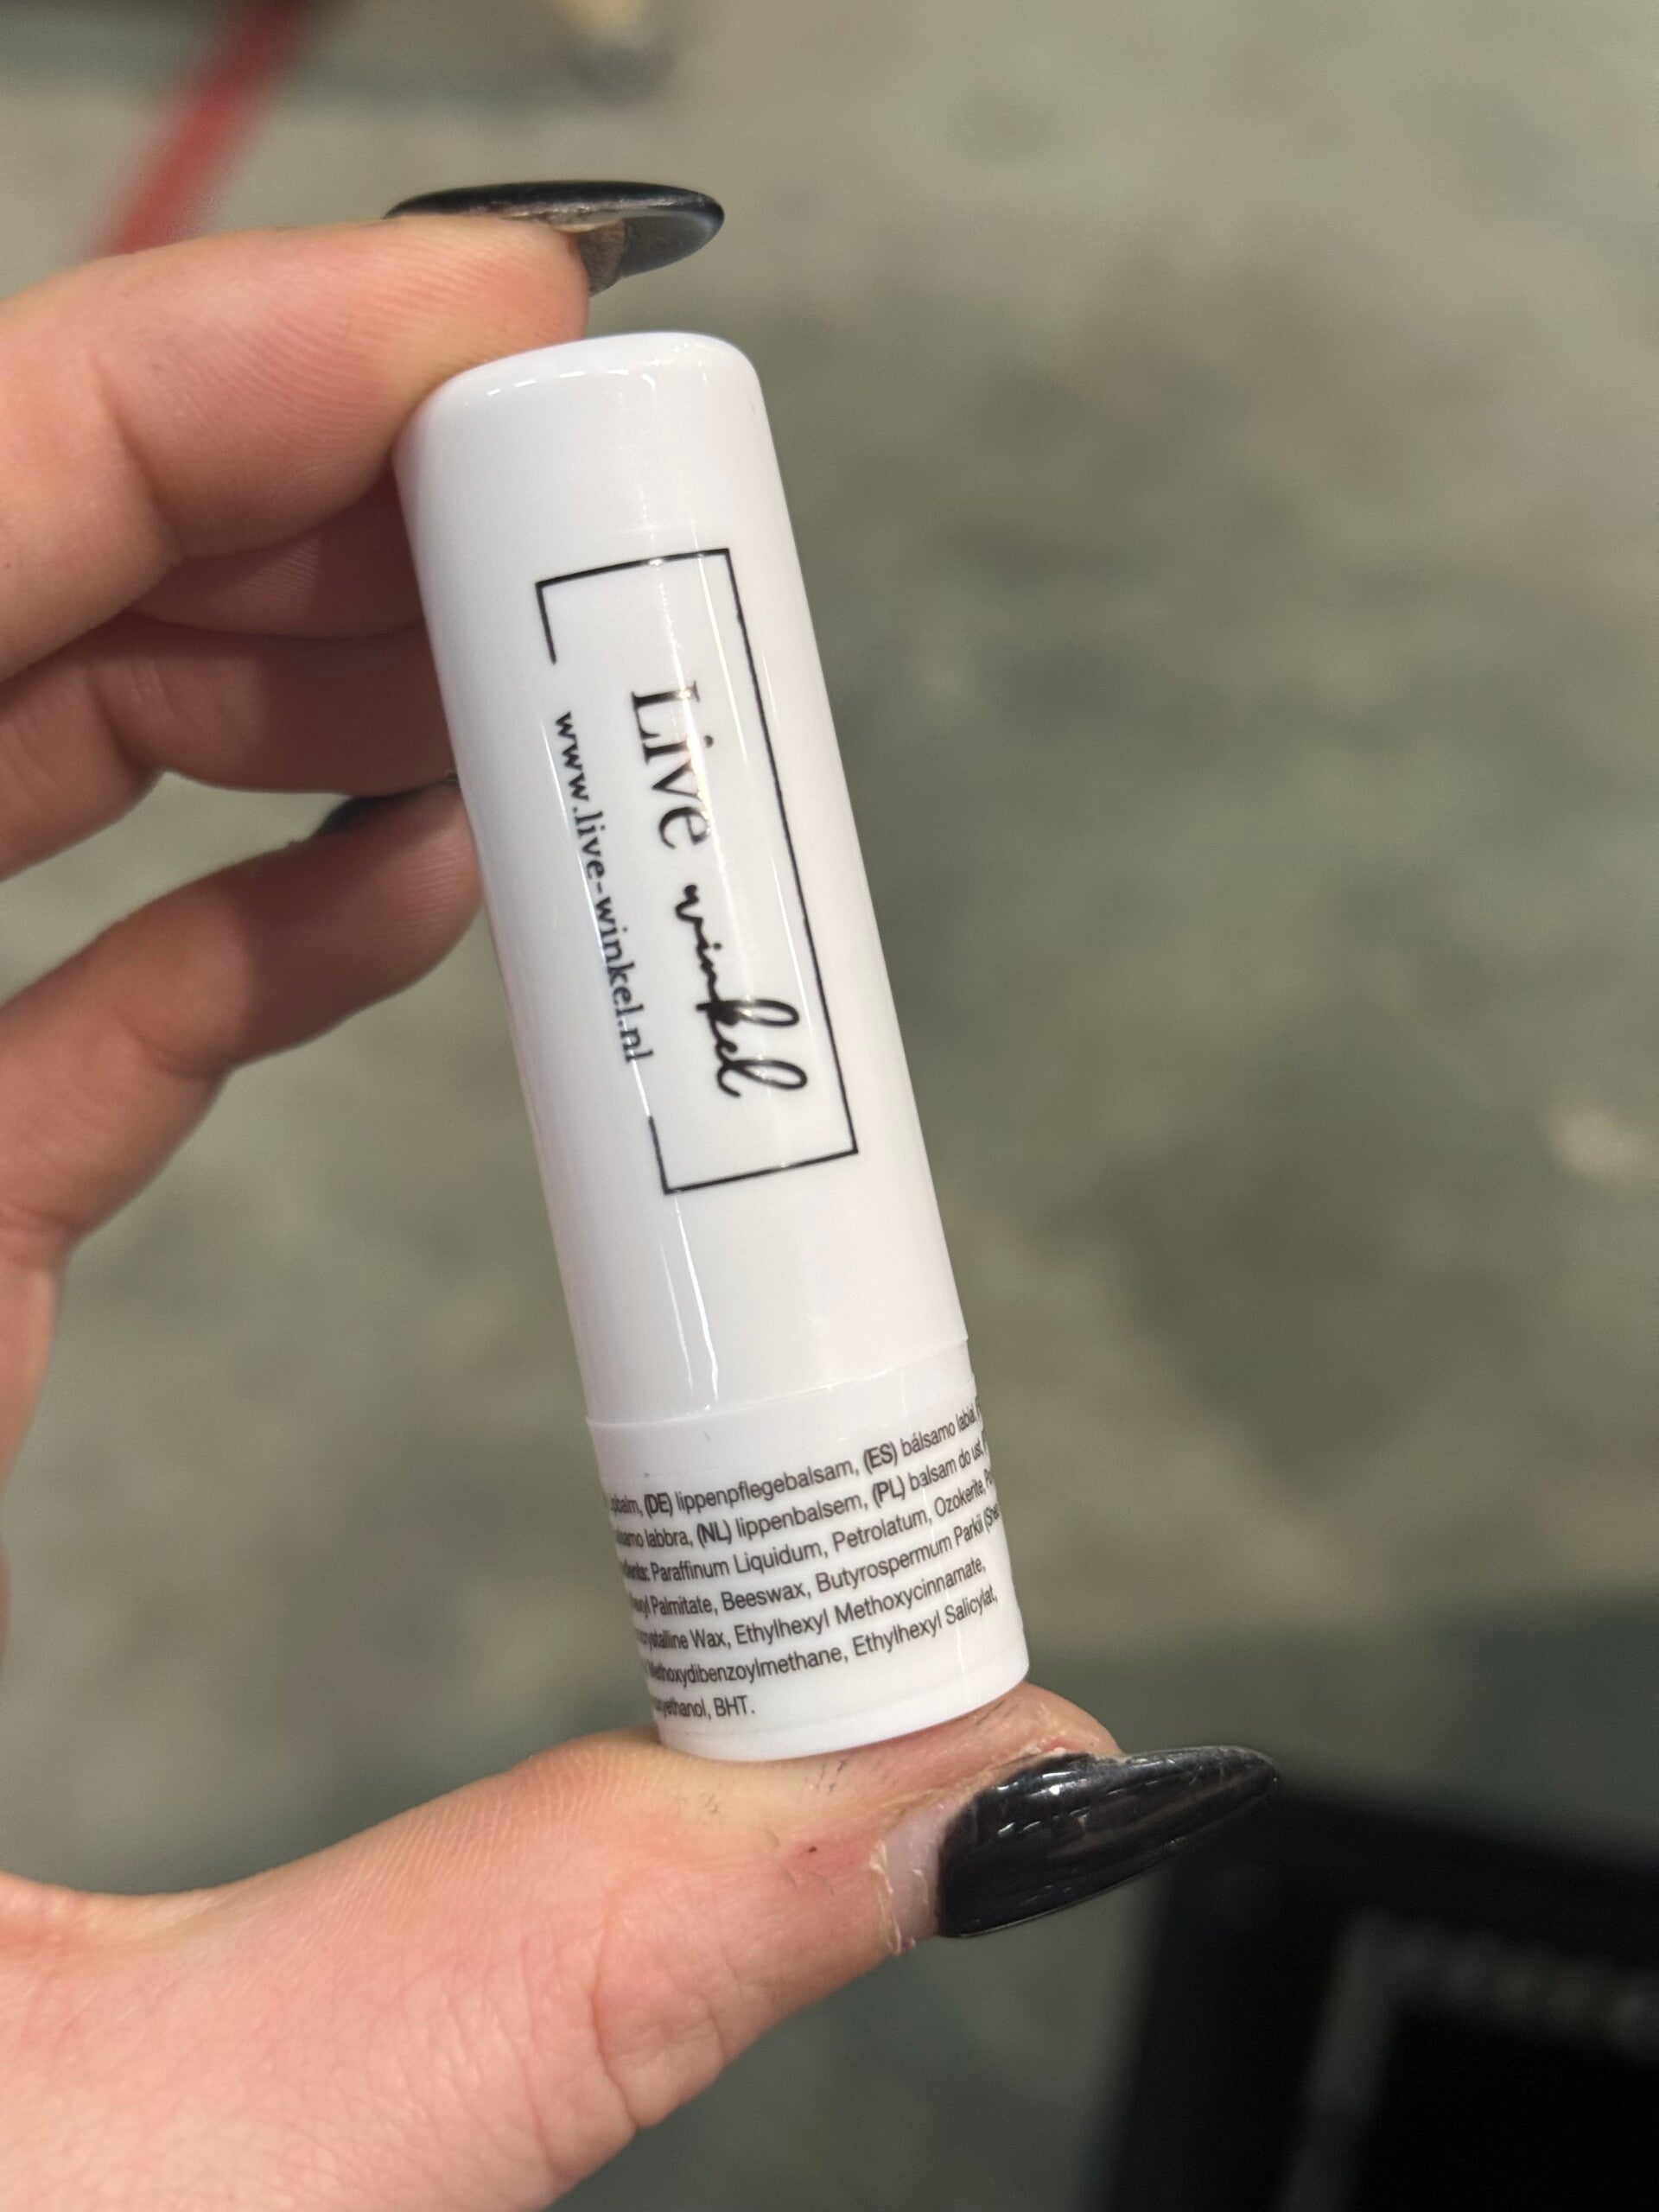 Live winkel
www.live-winkel.nl
(DE) lippenpflegebalsam, (ES) bálsamo labial
labbra, (NL) lippenbalsem, (PL) balsam do ust
Paraffinum Liquidum, Petrolatum, Ozokerite,
Palmitate, Beeswax, Butyrospermum Parkii
Wax, Ethylhexyl Methoxycinnamate,
Methoxydibenzoylmethane, Ethylhexyl Salicylat,
BHT.